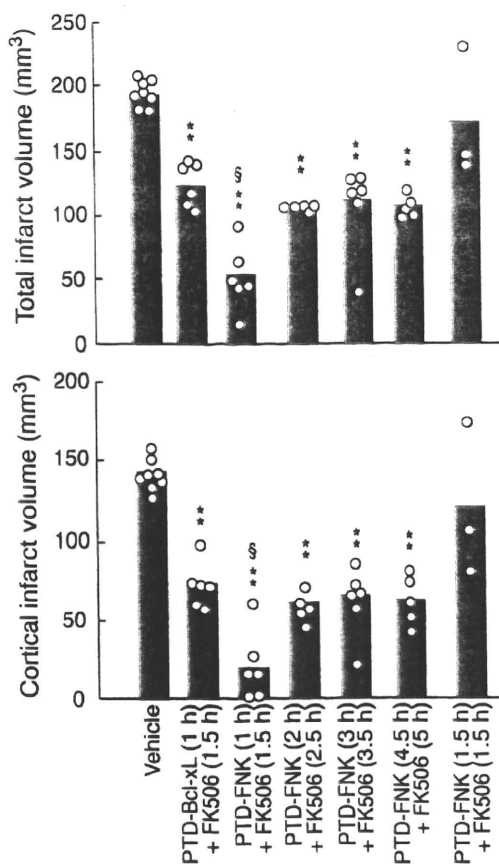 Total infarct volume (mm³)
250
200
150
100
50
0
**
§**
**
**
**
Cortical infarct volume (mm³)
200
150
100
50
0
**
§**
**
**
**
Vehicle
PTD-Bcl-xL (1 h)
+ FK506 (1.5 h)
PTD-FNK (1 h)
+ FK506 (1.5 h)
PTD-FNK (2 h)
+ FK506 (2.5 h)
PTD-FNK (3 h)
+ FK506 (3.5 h)
PTD-FNK (4.5 h)
+ FK506 (5 h)
PTD-FNK (1.5 h)
+ FK506 (1.5 h)